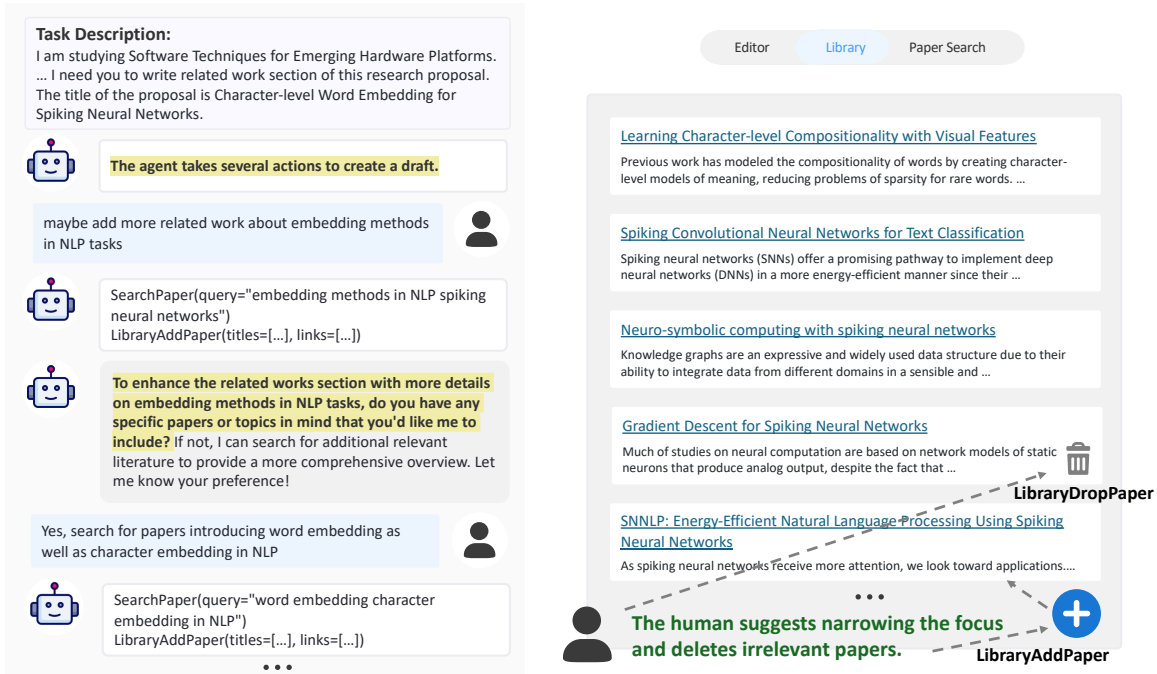 Task Description:
I am studying Software Techniques for Emerging Hardware Platforms.
… I need you to write related work section of this research proposal.
The title of the proposal is Character-level Word Embedding for
Spiking Neural Networks.
The agent takes several actions to create a draft.
maybe add more related work about embedding methods
in NLP tasks
SearchPaper(query="embedding methods in NLP spiking
neural networks")
LibraryAddPaper(titles=[…], links=[…])
To enhance the related works section with more details
on embedding methods in NLP tasks, do you have any
specific papers or topics in mind that you'd like me to
include? If not, I can search for additional relevant
literature to provide a more comprehensive overview. Let
me know your preference!
Yes, search for papers introducing word embedding as
well as character embedding in NLP
SearchPaper(query="word embedding character
embedding in NLP")
LibraryAddPaper(titles=[…], links=[…])
Editor Library Paper Search
Learning Character-level Compositionality with Visual Features
Previous work has modeled the compositionality of words by creating character-
level models of meaning, reducing problems of sparsity for rare words. …
Spiking Convolutional Neural Networks for Text Classification
Spiking neural networks (SNNs) offer a promising pathway to implement deep
neural networks (DNNs) in a more energy-efficient manner since their …
Neuro-symbolic computing with spiking neural networks
Knowledge graphs are an expressive and widely used data structure due to their
ability to integrate data from different domains in a sensible and …
Gradient Descent for Spiking Neural Networks
Much of studies on neural computation are based on network models of static
neurons that produce analog output, despite the fact that …
LibraryDropPaper
SNNLP: Energy-Efficient Natural Language Processing Using Spiking
Neural Networks
As spiking neural networks receive more attention, we look toward applications….
The human suggests narrowing the focus
and deletes irrelevant papers.
LibraryAddPaper